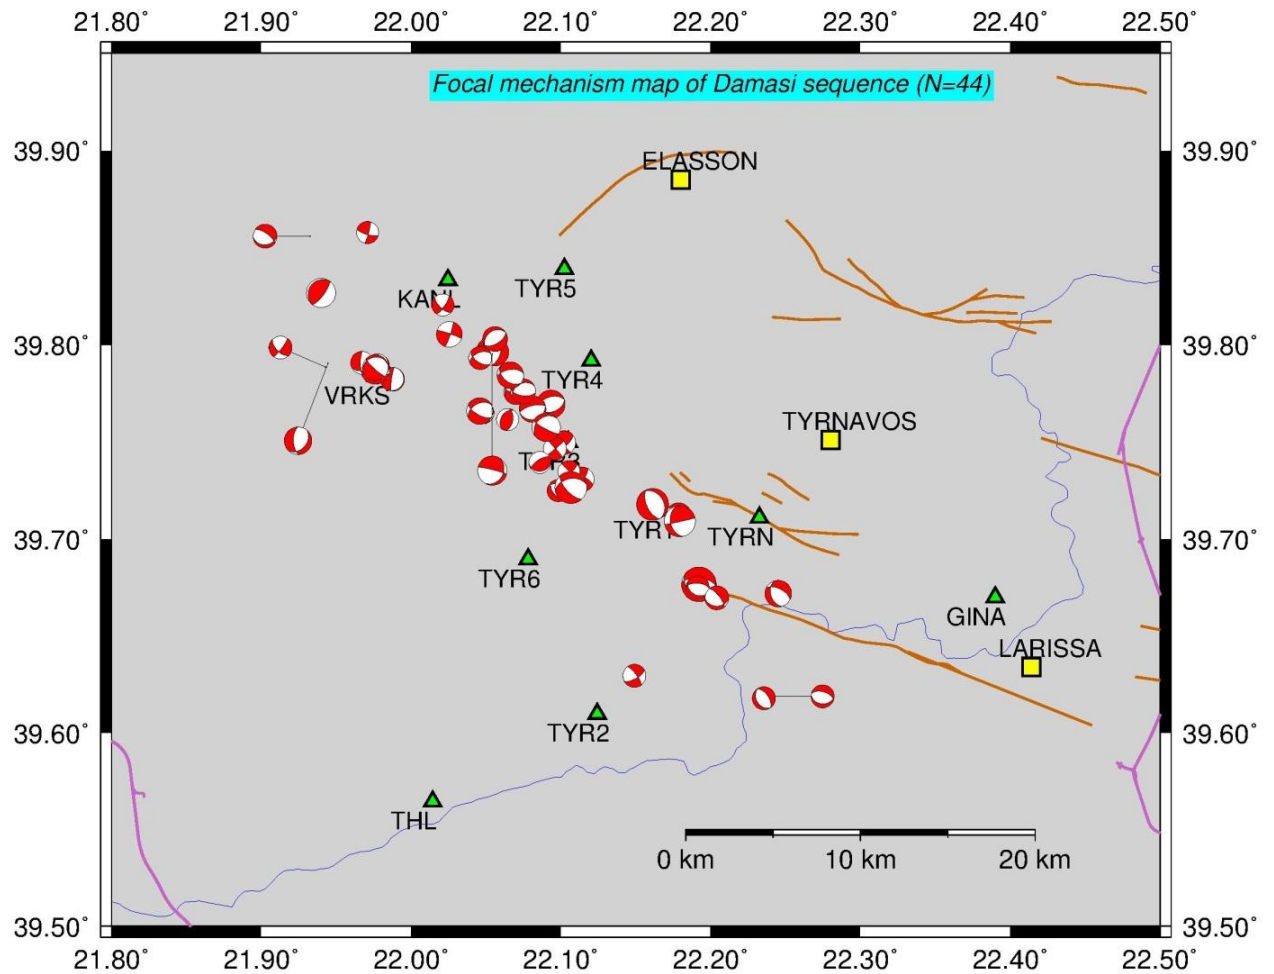 21.80° 21.90° 22.00° 22.10° 22.20° 22.30° 22.40° 22.50°
Focal mechanism map of Damasi sequence (N=44)
39.90° 39.90°
ELASSON
TYR5
KANL
39.80° 39.80°
TYR4
VRKS
TYRNAVOS
TYR3
39.70° 39.70°
TYR1 TYRN
TYR6
GINA
LARISSA
39.60° 39.60°
TYR2
THL
0 km 10 km 20 km
39.50° 39.50°
21.80° 21.90° 22.00° 22.10° 22.20° 22.30° 22.40° 22.50°